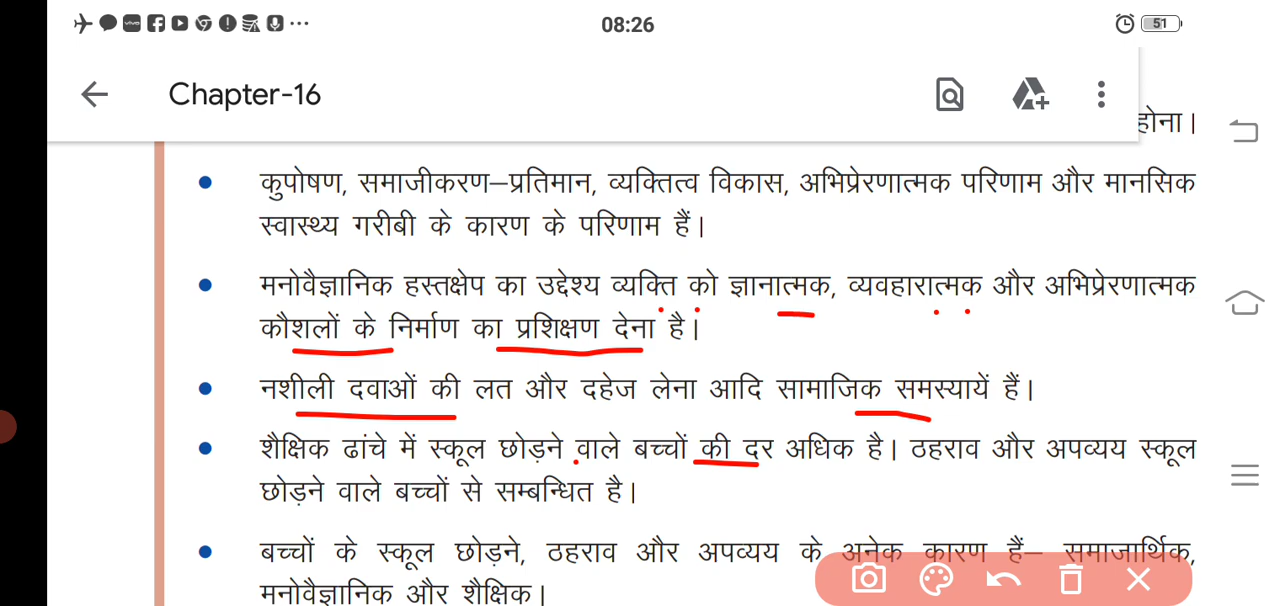 08:26
51
Chapter-16
होना।
कुपोषण, समाजीकरण–प्रतिमान, व्यक्तित्व विकास, अभिप्रेरणात्मक परिणाम और मानसिक
स्वास्थ्य गरीबी के कारण के परिणाम हैं।
मनोवैज्ञानिक हस्तक्षेप का उद्देश्य व्यक्ति को ज्ञानात्मक, व्यवहारात्मक और अभिप्रेरणात्मक
कौशलों के निर्माण का प्रशिक्षण देना है।
नशीली दवाओं की लत और दहेज लेना आदि सामाजिक समस्यायें हैं।
शैक्षिक ढांचे में स्कूल छोड़ने वाले बच्चों की दर अधिक है। ठहराव और अपव्यय स्कूल
छोड़ने वाले बच्चों से सम्बन्धित है।
बच्चों के स्कूल छोड़ने, ठहराव और अपव्यय के अनेक कारण हैं– समाजार्थिक,
मनोवैज्ञानिक और शैक्षिक।